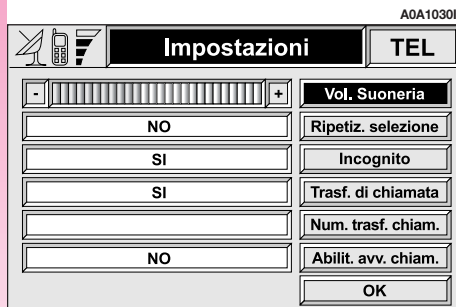 A0A1030I
Impostazioni TEL
- + Vol. Suoneria
NO Ripetiz. selezione
SI Incognito
SI Trasf. di chiamata
Num. trasf. chiam.
NO Abilit. avv. chiam.
OK